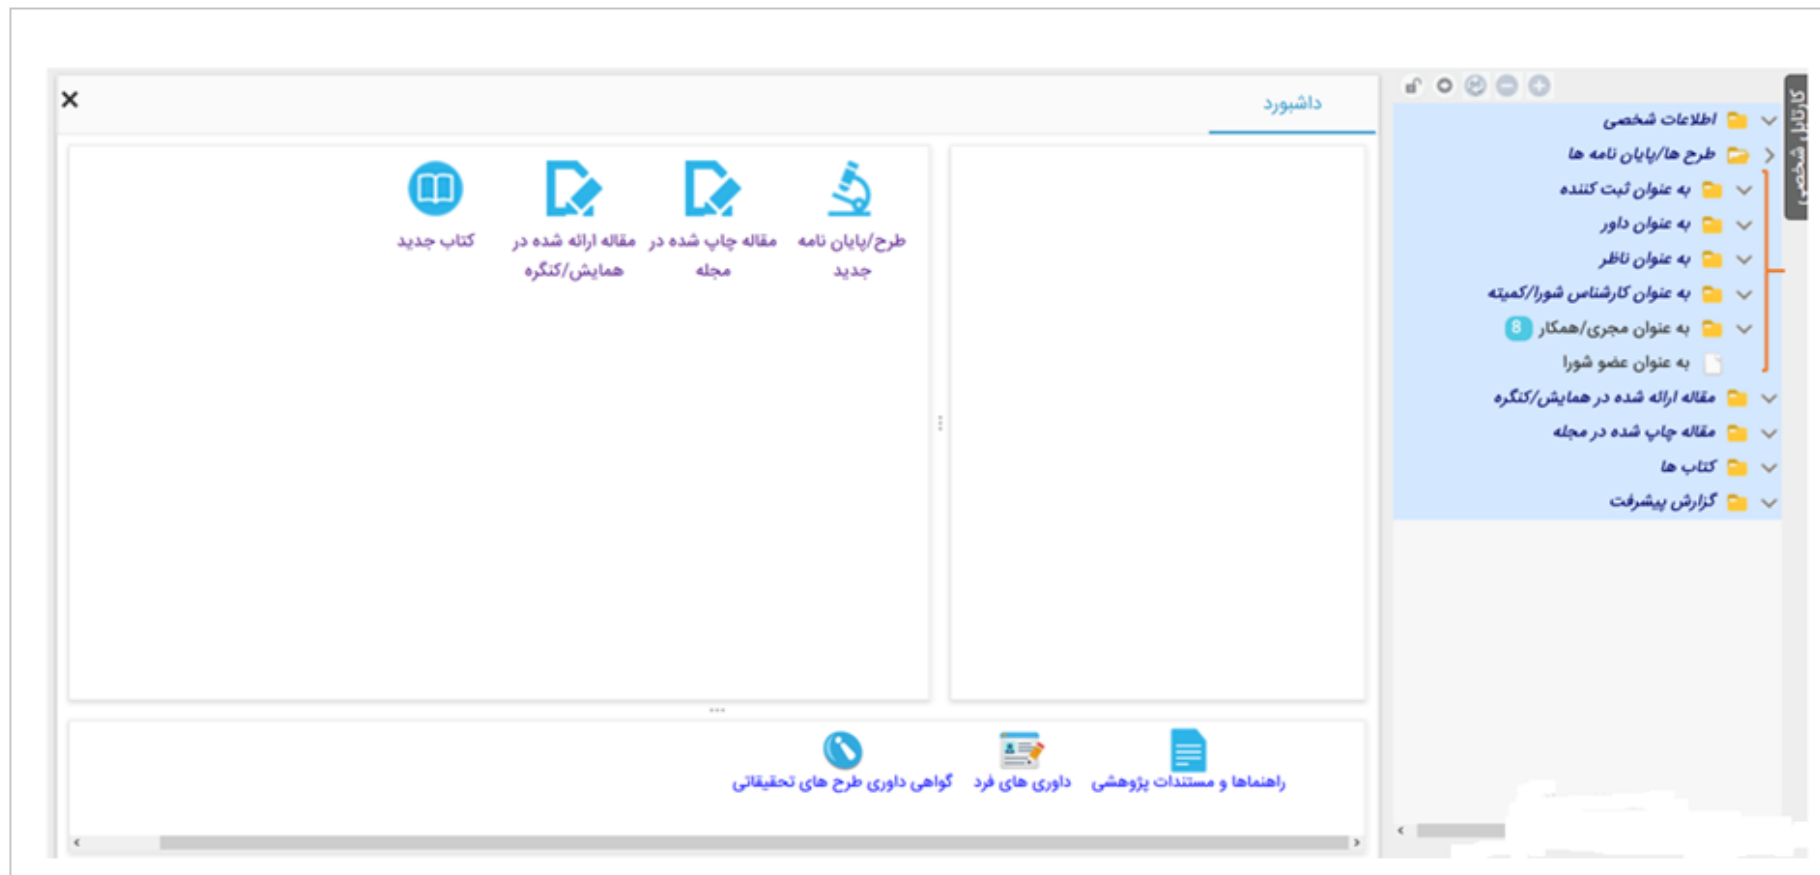 کارتابل شخصی
اطلاعات شخصی
طرح ها/پایان نامه ها
به عنوان ثبت کننده
به عنوان داور
به عنوان ناظر
به عنوان کارشناس شورا/کمیته
به عنوان مجری/همکار 8
به عنوان عضو شورا
مقاله ارائه شده در همایش/کنگره
مقاله چاپ شده در مجله
کتاب ها
گزارش پیشرفت
داشبورد
طرح/پایان نامه
جدید
مقاله چاپ شده در
مجله
مقاله ارائه شده در
همایش/کنگره
کتاب جدید
راهنماها و مستندات پژوهشی
داوری های فرد
گواهی داوری طرح های تحقیقاتی